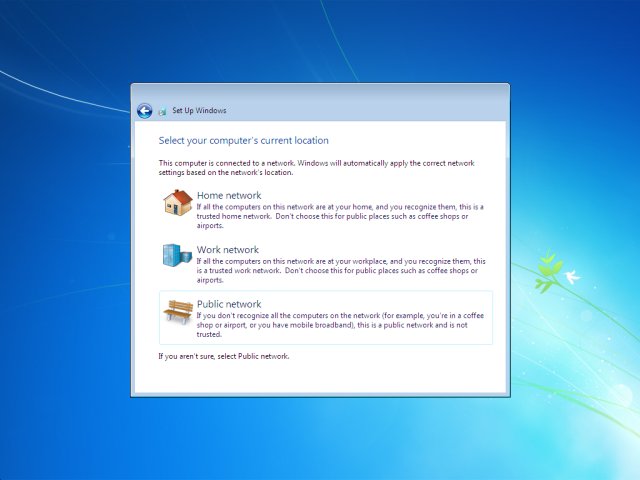 Set Up Windows
Select your computer's current location
This computer is connected to a network. Windows will automatically apply the correct network
settings based on the network's location.
Home network
If all the computers on this network are at your home, and you recognize them, this is a
trusted home network. Don't choose this for public places such as coffee shops or
airports.
Work network
If all the computers on this network are at your workplace, and you recognize them, this
is a trusted work network. Don't choose this for public places such as coffee shops or
airports.
Public network
If you don't recognize all the computers on the network (for example, you're in a coffee
shop or airport, or you have mobile broadband), this is a public network and is not
trusted.
If you aren't sure, select Public network.